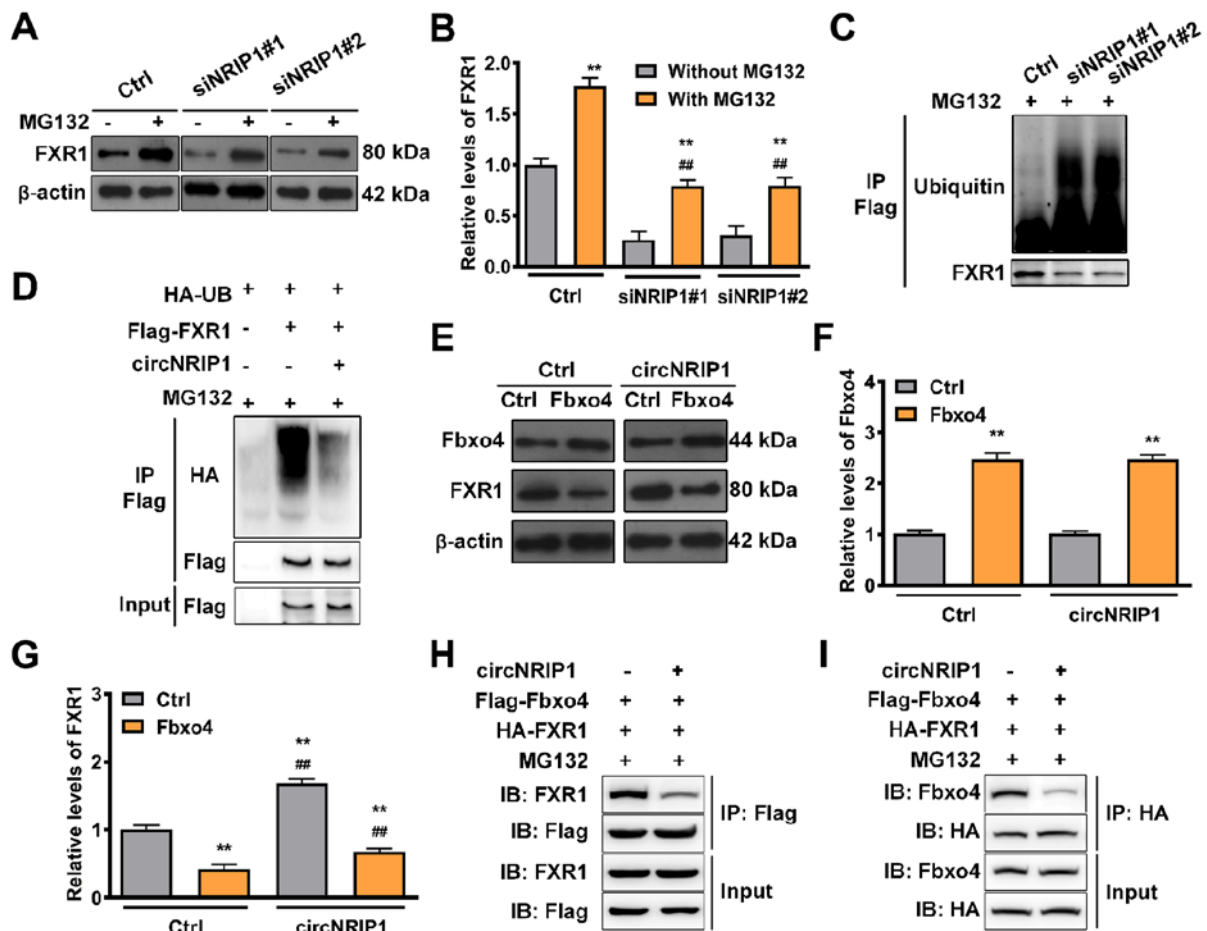 A
Ctrl siNRIP1#1 siNRIP1#2
MG132 - + - + - +
FXR1 80 kDa
β-actin 42 kDa
B
Relative levels of FXR1
2.0
1.5
1.0
0.5
0.0
Without MG132
With MG132
**
**
##
**
##
Ctrl siNRIP1#1 siNRIP1#2
C
Ctrl siNRIP1#1 siNRIP1#2
MG132 + + +
IP Flag
Ubiquitin
FXR1
D
HA-UB + + +
Flag-FXR1 - + +
circNRIP1 - - +
MG132 + + +
IP Flag
HA
Flag
Input Flag
E
Ctrl circNRIP1
Ctrl Fbxo4 Ctrl Fbxo4
Fbxo4 44 kDa
FXR1 80 kDa
β-actin 42 kDa
F
Relative levels of Fbxo4
4
3
2
1
0
Ctrl
Fbxo4
** **
Ctrl circNRIP1
G
Relative levels of FXR1
3
2
1
0
Ctrl
Fbxo4
**
**
##
**
##
Ctrl circNRIP1
H
circNRIP1 - +
Flag-Fbxo4 + +
HA-FXR1 + +
MG132 + +
IB: FXR1
IB: Flag
IP: Flag
IB: FXR1
IB: Flag
Input
I
circNRIP1 - +
Flag-Fbxo4 + +
HA-FXR1 + +
MG132 + +
IB: Fbxo4
IB: HA
IP: HA
IB: Fbxo4
IB: HA
Input